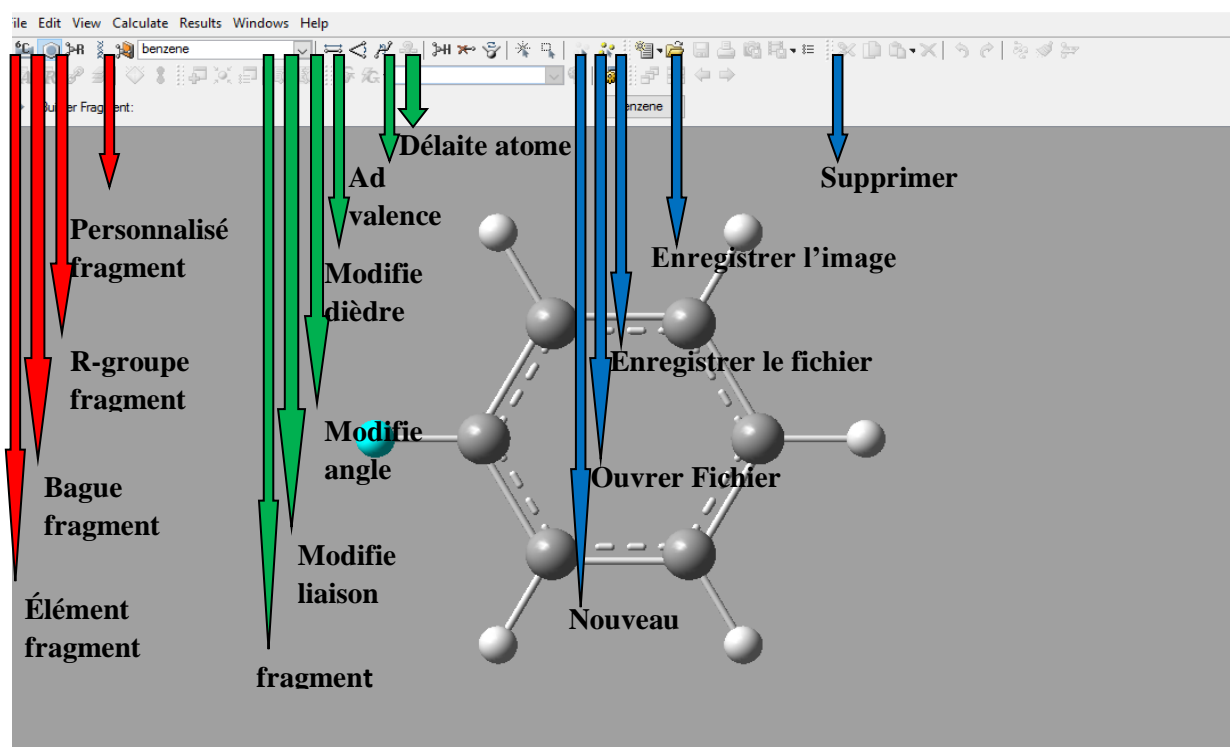 ile Edit View Calculate Results Windows Help
benzene
enzene
Délaite atome
Ad
valence
Supprimer
Personnalisé
fragment
Enregistrer l’image
Modifie
dièdre
R-groupe
fragment
Enregistrer le fichier
Modifie
angle
Ouvrer Fichier
Bague
fragment
Modifie
liaison
Élément
fragment
Nouveau
fragment